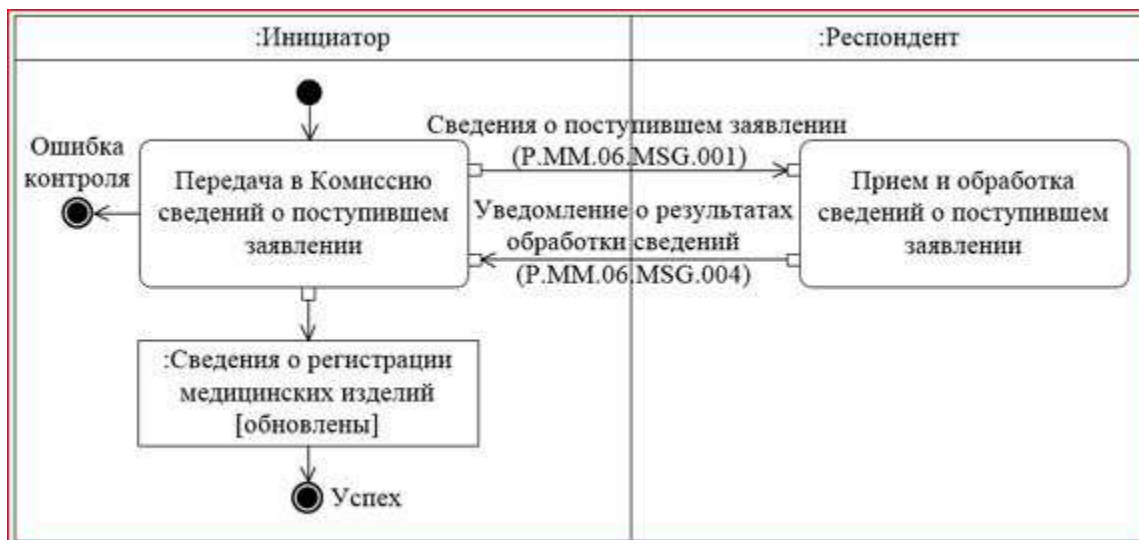 :Инициатор
:Респондент
Сведения о поступившем заявлении
(P.MM.06.MSG.001)
Ошибка
контроля
Передача в Комиссию
сведений о поступившем
заявлении
Прием и обработка
сведений о поступившем
заявлении
Уведомление о результатах
обработки сведений
(P.MM.06.MSG.004)
:Сведения о регистрации
медицинских изделий
[обновлены]
Успех